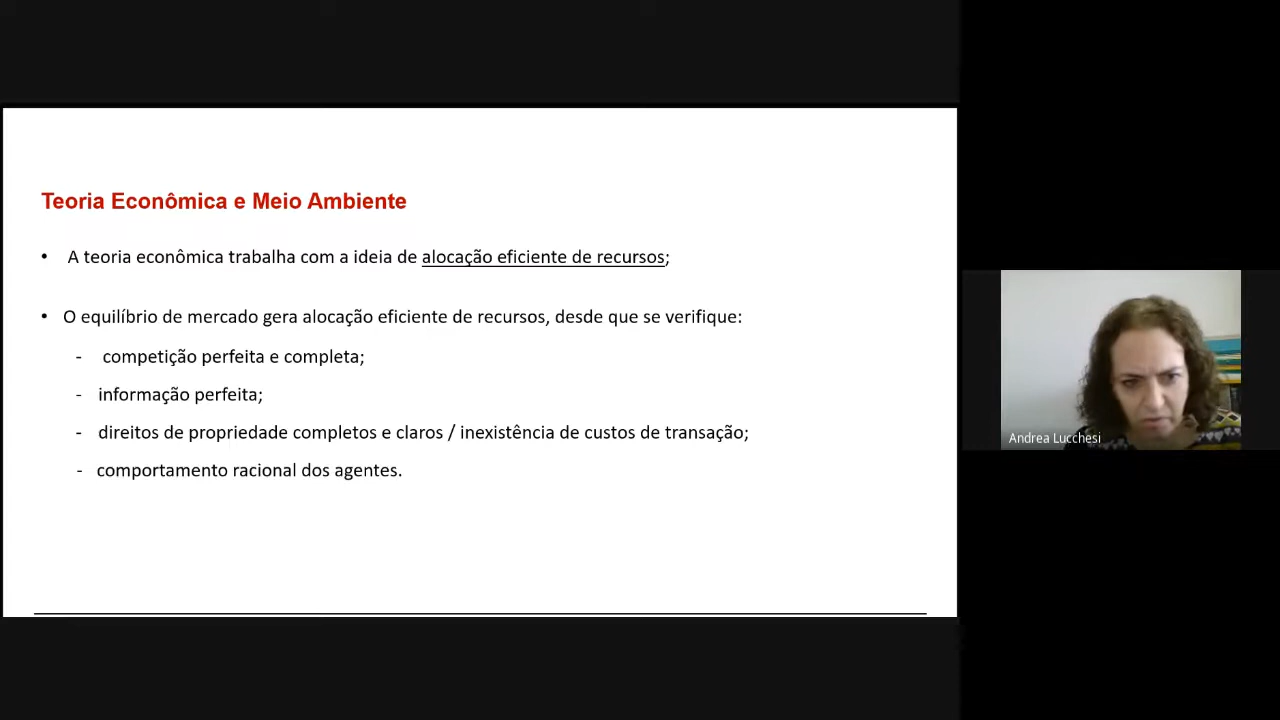 Teoria Econômica e Meio Ambiente
• A teoria econômica trabalha com a ideia de alocação eficiente de recursos;
• O equilíbrio de mercado gera alocação eficiente de recursos, desde que se verifique:
- competição perfeita e completa;
- informação perfeita;
- direitos de propriedade completos e claros / inexistência de custos de transação;
- comportamento racional dos agentes.
Andrea Lucchesi